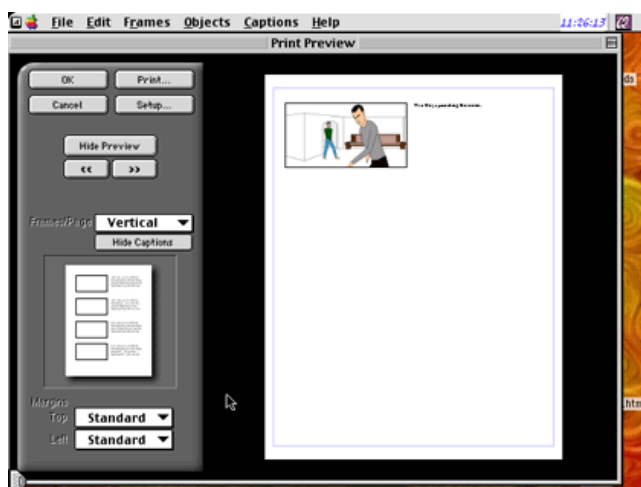 File Edit Frames Objects Captions Help 11:26:13
Print Preview
OK Print...
Cancel Setup...
Hide Preview
<< >>
Frames/Page Vertical
Hide Captions
Margins
Top Standard
Left Standard
ds
.htm